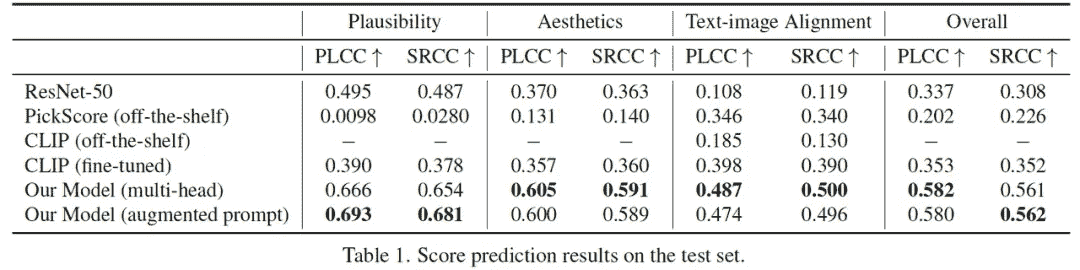 Plausibility Aesthetics Text-image Alignment Overall
PLCC ↑ SRCC ↑ PLCC ↑ SRCC ↑ PLCC ↑ SRCC ↑ PLCC ↑ SRCC ↑
ResNet-50 0.495 0.487 0.370 0.363 0.108 0.119 0.337 0.308
PickScore (off-the-shelf) 0.0098 0.0280 0.131 0.140 0.346 0.340 0.202 0.226
CLIP (off-the-shelf) − − − − 0.185 0.130 − −
CLIP (fine-tuned) 0.390 0.378 0.357 0.360 0.398 0.390 0.353 0.352
Our Model (multi-head) 0.666 0.654 0.605 0.591 0.487 0.500 0.582 0.561
Our Model (augmented prompt) 0.693 0.681 0.600 0.589 0.474 0.496 0.580 0.562
Table 1. Score prediction results on the test set.